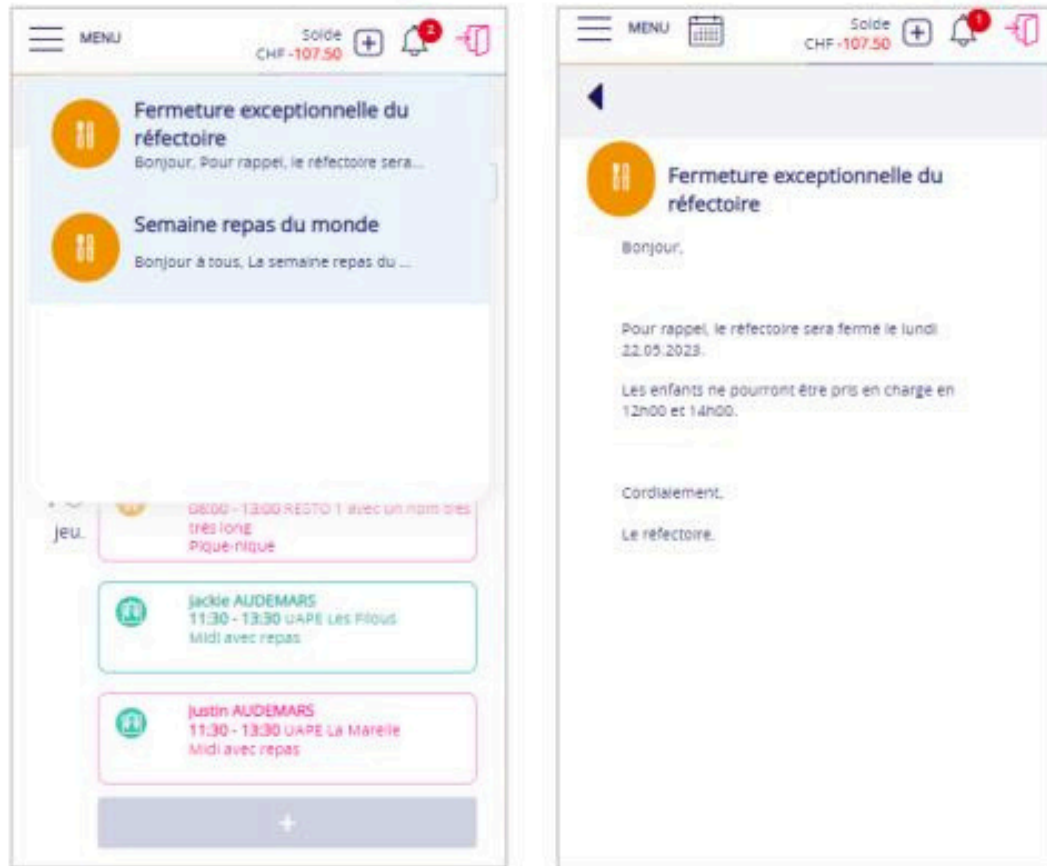 MENU
Solde
CHF -107.50
2
Fermeture exceptionnelle du
réfectoire
Bonjour, Pour rappel, le réfectoire sera...
Semaine repas du monde
Bonjour à tous, La semaine repas du ...
jeu.
08:00 - 13:00 RESTO 1 avec un nom très
très long
Pique-nique
Jackie AUDEMARS
11:30 - 13:30 UAPE Les Filous
Midi avec repas
Justin AUDEMARS
11:30 - 13:30 UAPE La Marelle
Midi avec repas
+
MENU
Solde
CHF -107.50
1
Fermeture exceptionnelle du
réfectoire
Bonjour,
Pour rappel, le réfectoire sera fermé le lundi
22.05.2023.
Les enfants ne pourront être pris en charge en
12h00 et 14h00.
Cordialement,
Le réfectoire.